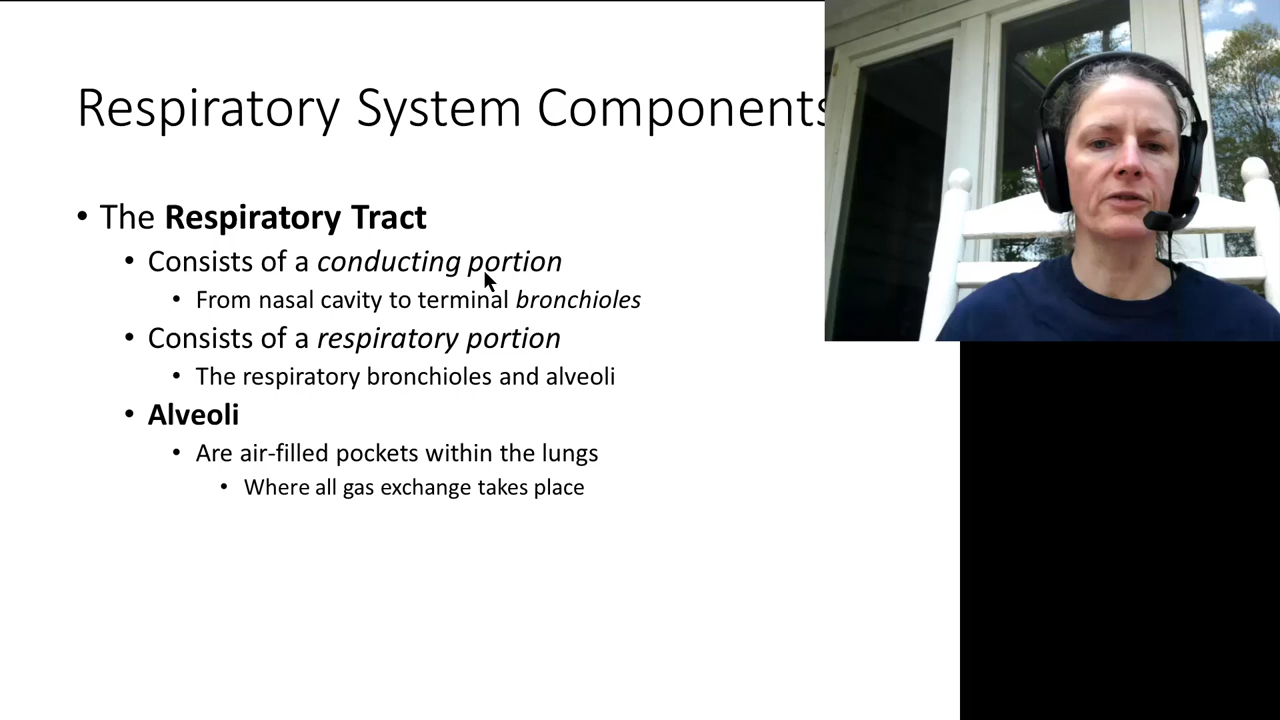 Respiratory System Components
• The Respiratory Tract
• Consists of a conducting portion
• From nasal cavity to terminal bronchioles
• Consists of a respiratory portion
• The respiratory bronchioles and alveoli
• Alveoli
• Are air-filled pockets within the lungs
• Where all gas exchange takes place